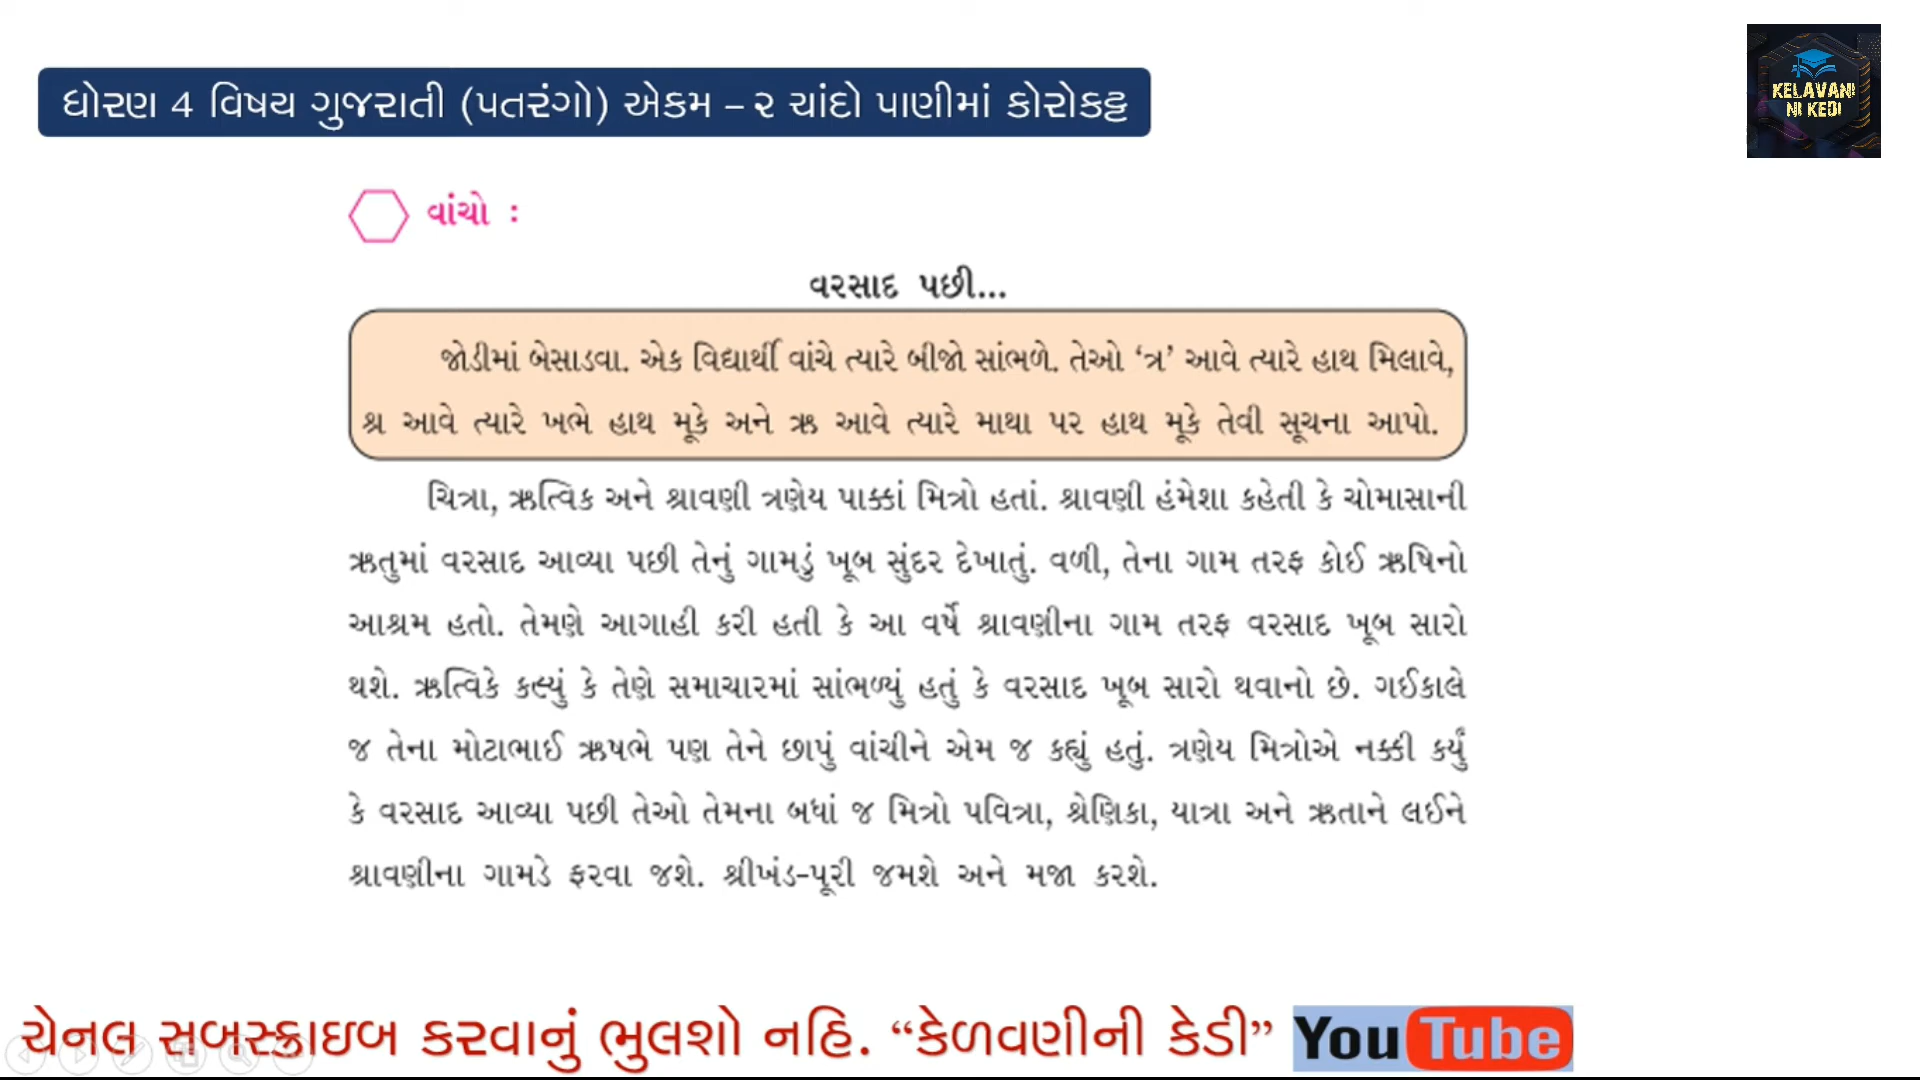 ધોરણ 4 વિષય ગુજરાતી (પતરંગો) એકમ – ૨ ચાંદો પાણીમાં કોરોકટ્ટ
KELAVANI
NI KEDI
વાંચો :
વરસાદ પછી...
જોડીમાં બેસાડવા. એક વિદ્યાર્થી વાંચે ત્યારે બીજો સાંભળે. તેઓ ‘ત્ર’ આવે ત્યારે હાથ મિલાવે,
શ્ર આવે ત્યારે ખભે હાથ મૂકે અને ઋ આવે ત્યારે માથા પર હાથ મૂકે તેવી સૂચના આપો.
ચિત્રા, ઋત્વિક અને શ્રાવણી ત્રણેય પાક્કાં મિત્રો હતાં. શ્રાવણી હંમેશા કહેતી કે ચોમાસાની
ઋતુમાં વરસાદ આવ્યા પછી તેનું ગામડું ખૂબ સુંદર દેખાતું. વળી, તેના ગામ તરફ કોઈ ઋષિનો
આશ્રમ હતો. તેમણે આગાહી કરી હતી કે આ વર્ષે શ્રાવણીના ગામ તરફ વરસાદ ખૂબ સારો
થશે. ઋત્વિકે કહ્યું કે તેણે સમાચારમાં સાંભળ્યું હતું કે વરસાદ ખૂબ સારો થવાનો છે. ગઈકાલે
જ તેના મોટાભાઈ ઋષભે પણ તેને છાપું વાંચીને એમ જ કહ્યું હતું. ત્રણેય મિત્રોએ નક્કી કર્યું
કે વરસાદ આવ્યા પછી તેઓ તેમના બધાં જ મિત્રો પવિત્રા, શ્રેણિકા, યાત્રા અને ઋતાને લઈને
શ્રાવણીના ગામડે ફરવા જશે. શ્રીખંડ-પૂરી જમશે અને મજા કરશે.
ચેનલ સબસ્ક્રાઇબ કરવાનું ભુલશો નહિ. “કેળવણીની કેડી” YouTube